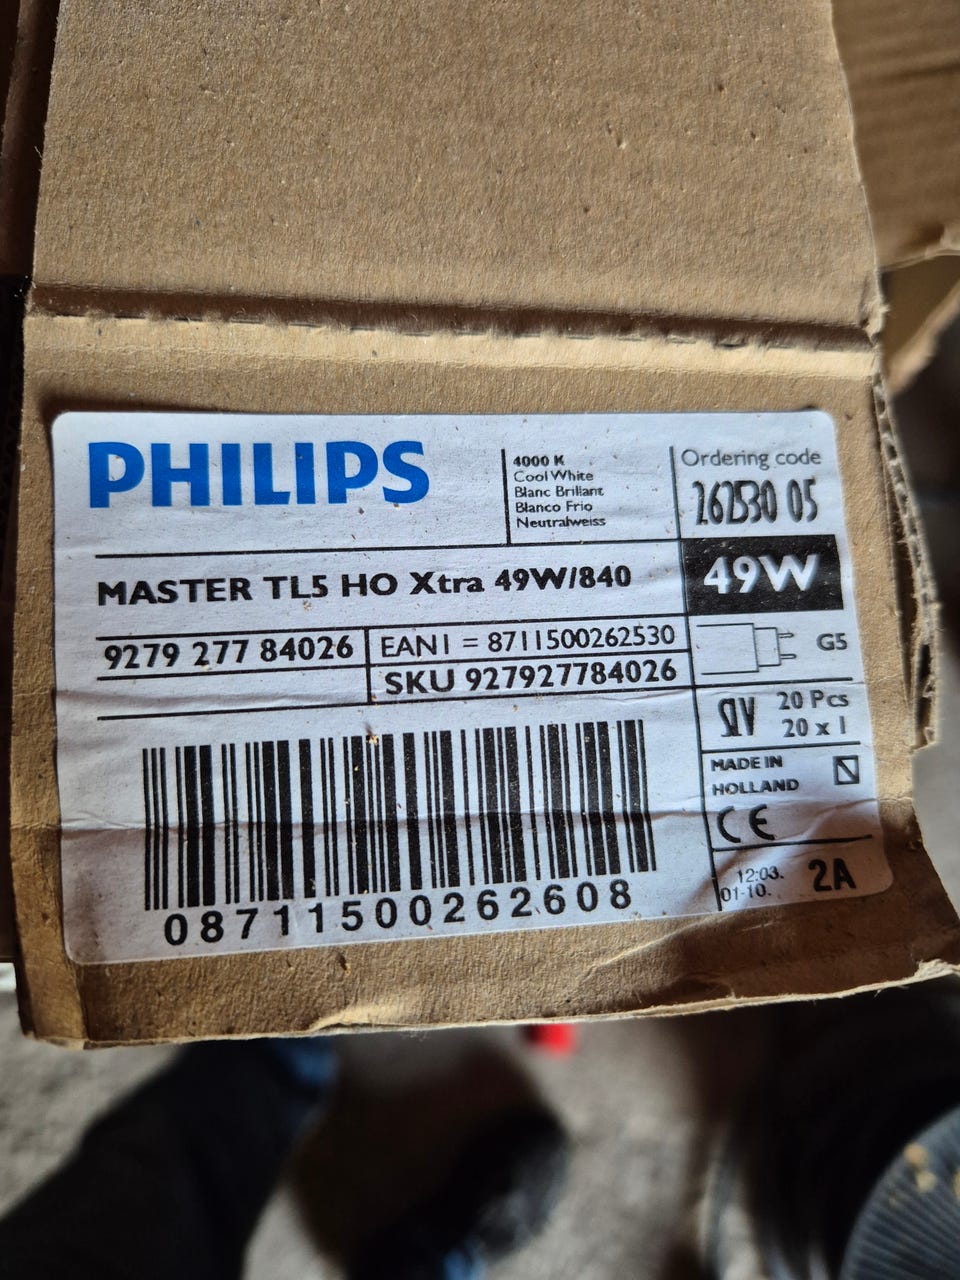 PHILIPS
4000 K
Cool White
Blanc Brillant
Blanco Frio
Neutralweiss
Ordering code
262530 05
MASTER TL5 HO Xtra 49W/840
49W
9279 277 84026
EAN1 = 8711500262530
SKU 927927784026
G5
20 Pcs
20 x 1
MADE IN
HOLLAND
CE
12:03.
01-10.
2A
08711500262608